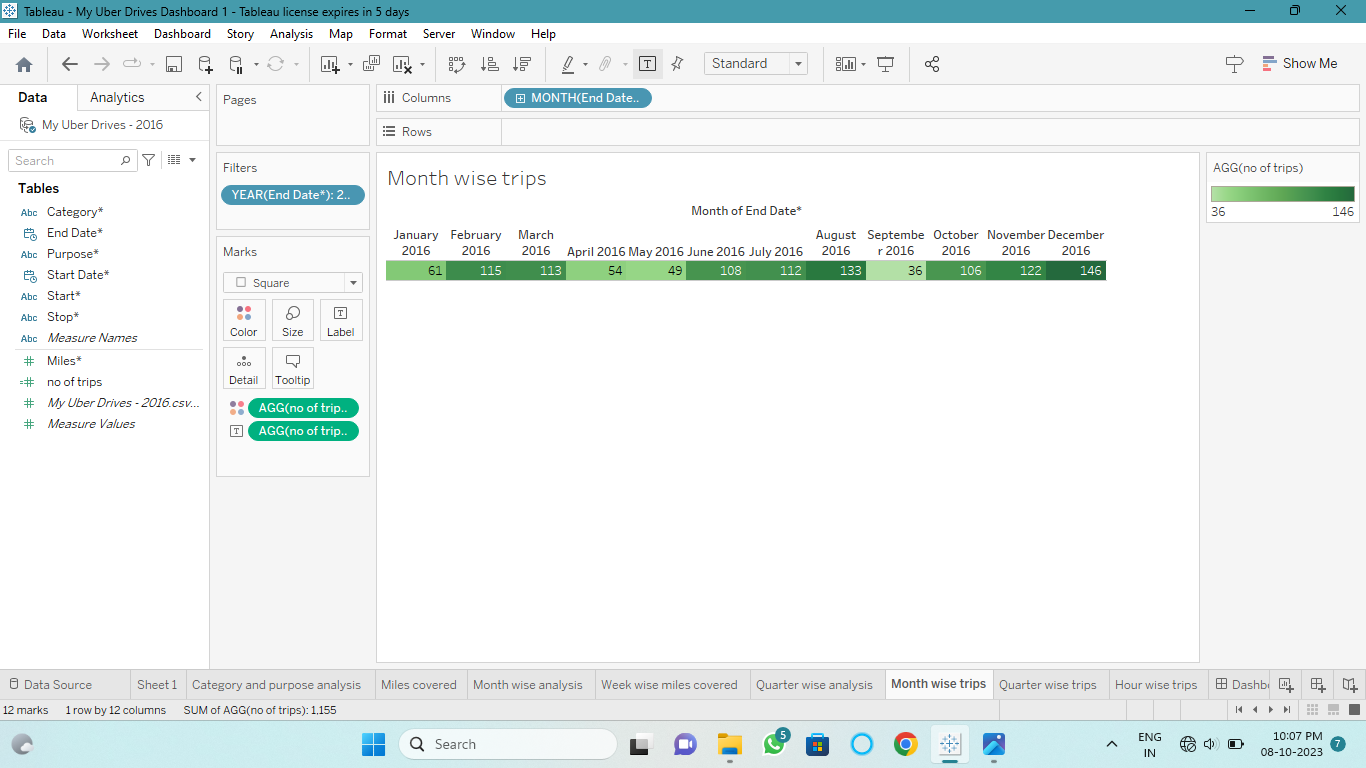 Tableau - My Uber Drives Dashboard 1 - Tableau license expires in 5 days
File Data Worksheet Dashboard Story Analysis Map Format Server Window Help
Standard
Show Me
Data Analytics
My Uber Drives - 2016
Search
Tables
Abc Category*
End Date*
Abc Purpose*
Start Date*
Abc Start*
Abc Stop*
Abc Measure Names
Miles*
no of trips
My Uber Drives - 2016.csv...
Measure Values
Pages
Filters
YEAR(End Date*): 2..
Marks
Square
Color Size Label
Detail Tooltip
AGG(no of trip..
AGG(no of trip..
Columns MONTH(End Date..
Rows
Month wise trips
Month of End Date*
January 2016
February 2016
March 2016
April 2016
May 2016
June 2016
July 2016
August 2016
Septembe
r 2016
October 2016
November 2016
December 2016
61 115 113 54 49 108 112 133 36 106 122 146
AGG(no of trips)
36 146
Data Source Sheet 1 Category and purpose analysis Miles covered Month wise analysis Week wise miles covered Quarter wise analysis Month wise trips Quarter wise trips Hour wise trips Dashb
12 marks 1 row by 12 columns SUM of AGG(no of trips): 1,155
Search
5
ENG
IN
10:07 PM
08-10-2023
7